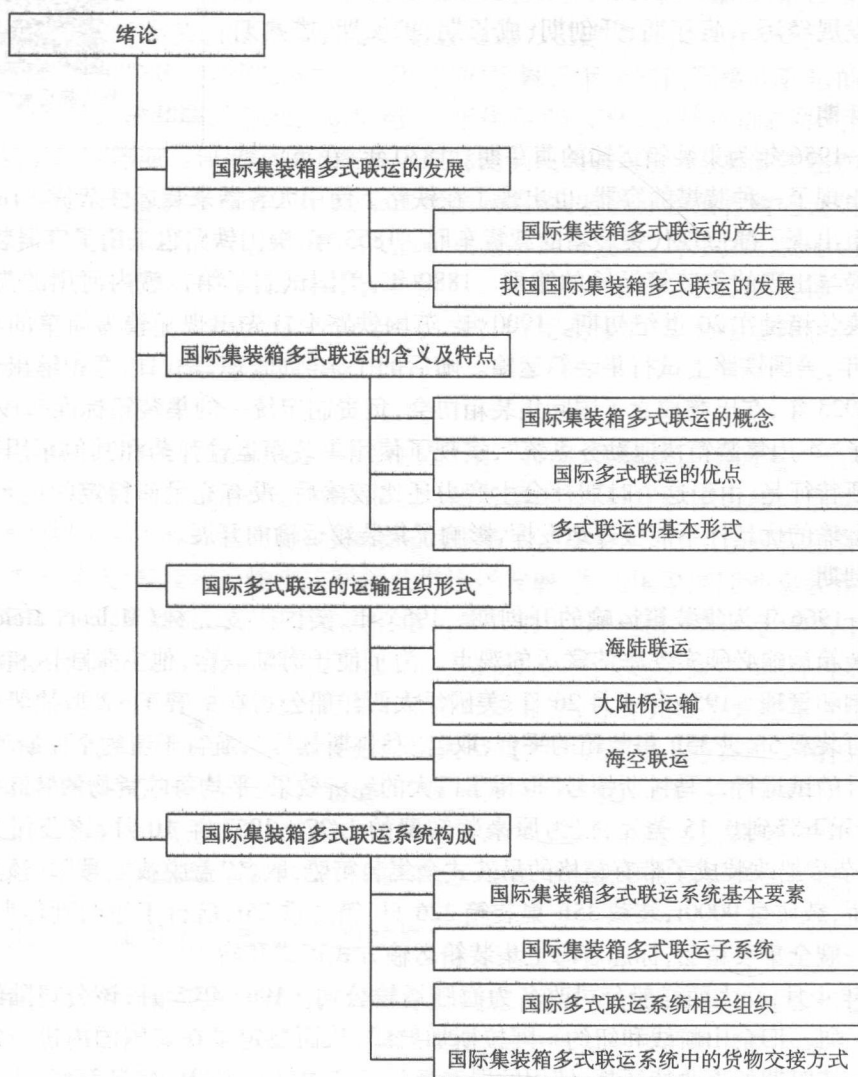 绪论
国际集装箱多式联运的发展
国际集装箱多式联运的产生
我国国际集装箱多式联运的发展
国际集装箱多式联运的含义及特点
国际集装箱多式联运的概念
国际多式联运的优点
多式联运的基本形式
国际多式联运的运输组织形式
海陆联运
大陆桥运输
海空联运
国际集装箱多式联运系统构成
国际集装箱多式联运系统基本要素
国际集装箱多式联运子系统
国际多式联运系统相关组织
国际集装箱多式联运系统中的货物交接方式